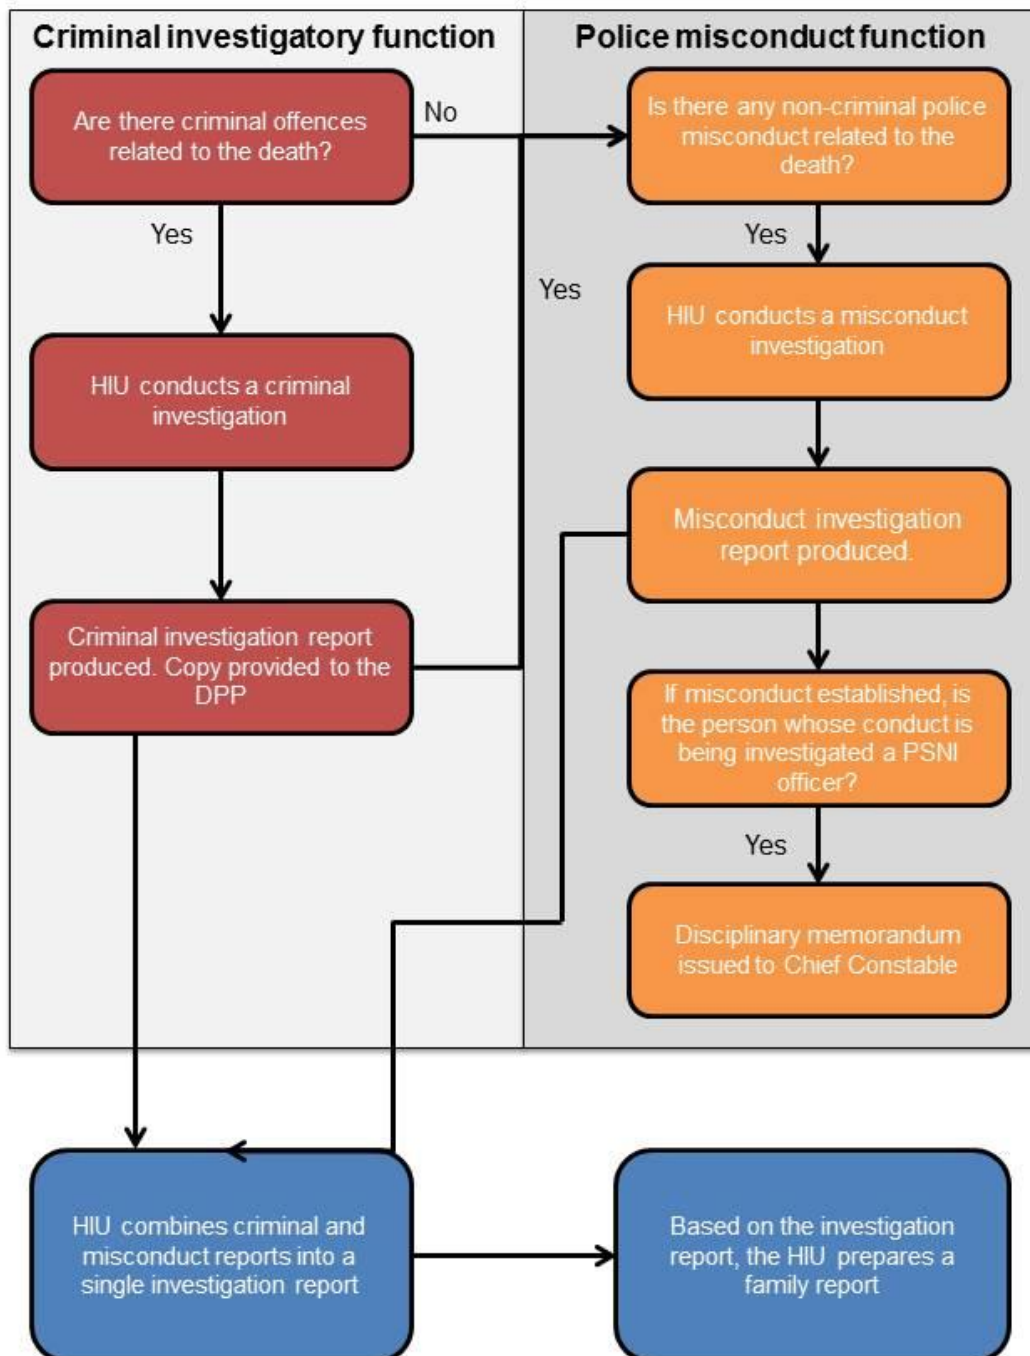 Criminal investigatory function
Police misconduct function
Are there criminal offences
related to the death?
No
Is there any non-criminal police
misconduct related to the
death?
Yes
Yes
Yes
HIU conducts a misconduct
investigation
HIU conducts a criminal
investigation
Misconduct investigation
report produced.
Criminal investigation report
produced. Copy provided to the
DPP
If misconduct established, is
the person whose conduct is
being investigated a PSNI
officer?
Yes
Disciplinary memorandum
issued to Chief Constable
HIU combines criminal and
misconduct reports into a
single investigation report
Based on the investigation
report, the HIU prepares a
family report